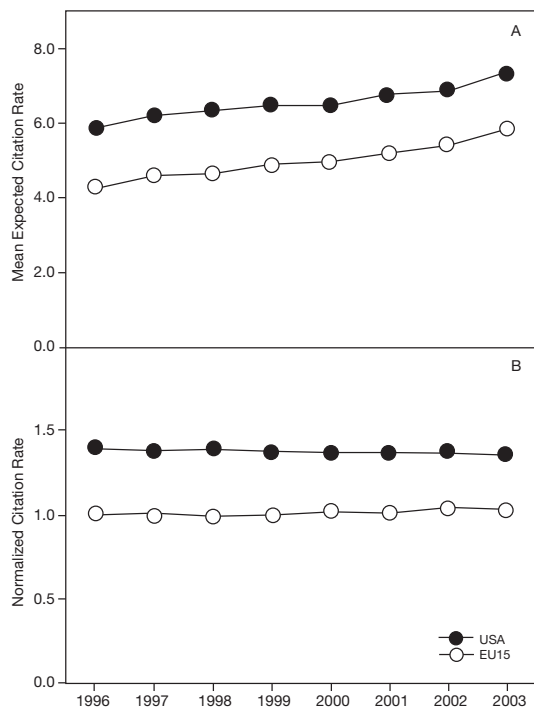 A
8.0
6.0
4.0
2.0
0.0
Mean Expected Citation Rate
B
1.5
1.0
0.5
0.0
Normalized Citation Rate
USA
EU15
1996 1997 1998 1999 2000 2001 2002 2003